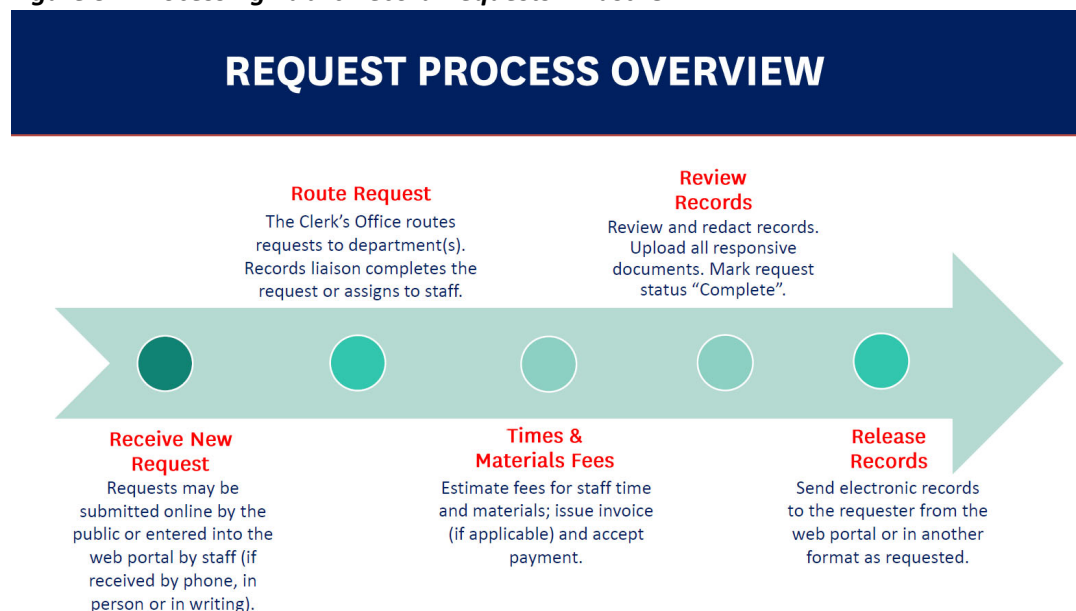 REQUEST PROCESS OVERVIEW
Receive New
Request
Requests may be
submitted online by the
public or entered into the
web portal by staff (if
received by phone, in
person or in writing).
Route Request
The Clerk’s Office routes
requests to department(s).
Records liaison completes the
request or assigns to staff.
Times &
Materials Fees
Estimate fees for staff time
and materials; issue invoice
(if applicable) and accept
payment.
Review
Records
Review and redact records.
Upload all responsive
documents. Mark request
status “Complete”.
Release
Records
Send electronic records
to the requester from the
web portal or in another
format as requested.